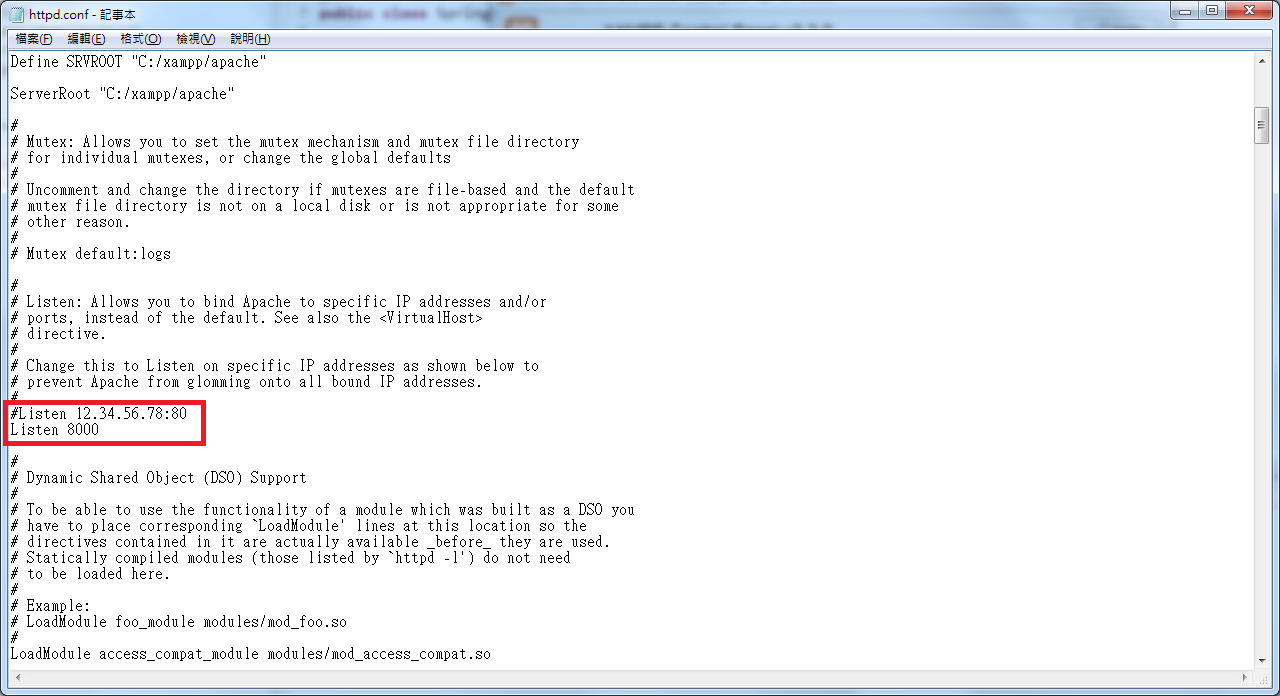 httpd.conf - 記事本
檔案(F) 編輯(E) 格式(O) 檢視(V) 說明(H)
Define SRVROOT "C:/xampp/apache"
ServerRoot "C:/xampp/apache"
#
# Mutex: Allows you to set the mutex mechanism and mutex file directory
# for individual mutexes, or change the global defaults
#
# Uncomment and change the directory if mutexes are file-based and the default
# mutex file directory is not on a local disk or is not appropriate for some
# other reason.
#
# Mutex default:logs
#
# Listen: Allows you to bind Apache to specific IP addresses and/or
# ports, instead of the default. See also the <VirtualHost>
# directive.
#
# Change this to Listen on specific IP addresses as shown below to
# prevent Apache from glomming onto all bound IP addresses.
#
#Listen 12.34.56.78:80
Listen 8000
#
# Dynamic Shared Object (DSO) Support
#
# To be able to use the functionality of a module which was built as a DSO you
# have to place corresponding `LoadModule' lines at this location so the
# directives contained in it are actually available _before_ they are used.
# Statically compiled modules (those listed by `httpd -l') do not need
# to be loaded here.
#
# Example:
# LoadModule foo_module modules/mod_foo.so
#
LoadModule access_compat_module modules/mod_access_compat.so